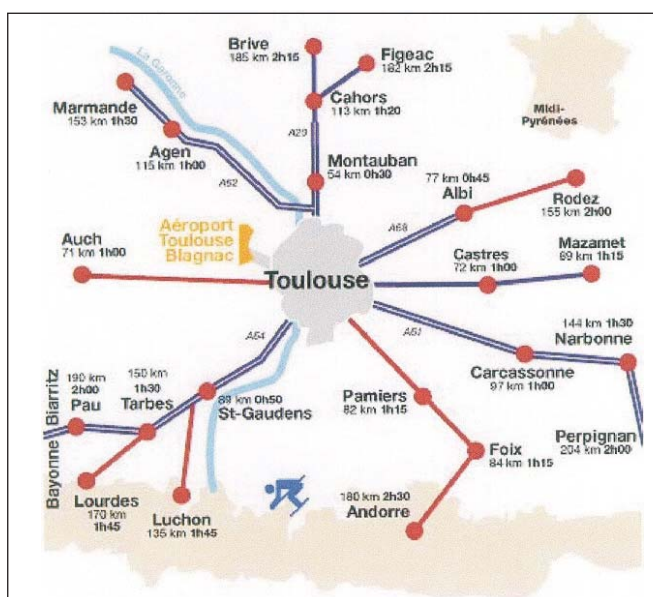 Brive
185 km 2h15
Figeac
182 km 2h15
La Garonne
Midi-
Pyrénées
Marmande
153 km 1h30
Cahors
113 km 1h20
A20
Agen
115 km 1h00
Montauban
54 km 0h30
A62
77 km 0h45
Albi
Rodez
155 km 2h00
A68
Aéroport
Toulouse
Blagnac
Auch
71 km 1h00
Castres
72 km 1h00
Mazamet
89 km 1h15
Toulouse
144 km 1h30
Narbonne
A64
A61
Carcassonne
97 km 1h00
190 km
2h00
Pau
150 km
1h30
Tarbes
89 km 0h50
St-Gaudens
Pamiers
82 km 1h15
Perpignan
204 km 2h00
Bayonne Biarritz
Foix
84 km 1h15
Lourdes
170 km
1h45
Luchon
135 km 1h45
180 km 2h30
Andorre